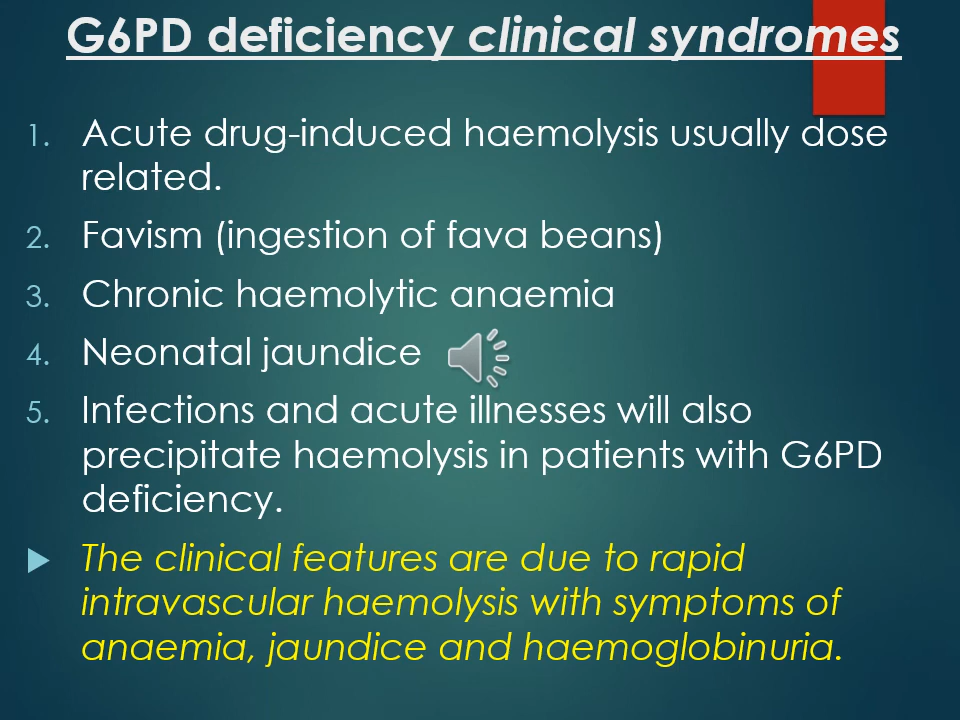 G6PD deficiency clinical syndromes
1. Acute drug-induced haemolysis usually dose
related.
2. Favism (ingestion of fava beans)
3. Chronic haemolytic anaemia
4. Neonatal jaundice
5. Infections and acute illnesses will also
precipitate haemolysis in patients with G6PD
deficiency.
The clinical features are due to rapid
intravascular haemolysis with symptoms of
anaemia, jaundice and haemoglobinuria.